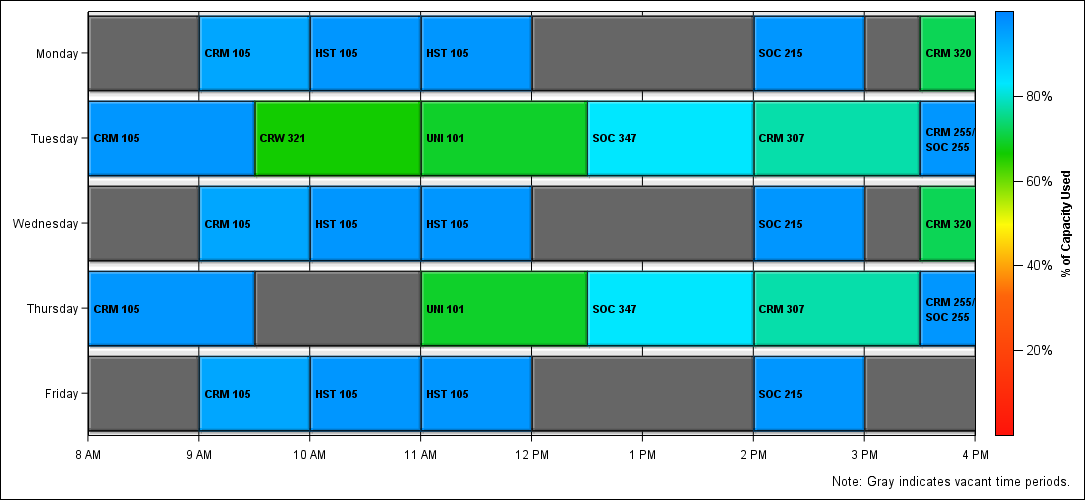 Monday
CRM 105
HST 105
HST 105
SOC 215
CRM 320
Tuesday
CRM 105
CRW 321
UNI 101
SOC 347
CRM 307
CRM 255/
SOC 255
Wednesday
CRM 105
HST 105
HST 105
SOC 215
CRM 320
Thursday
CRM 105
UNI 101
SOC 347
CRM 307
CRM 255/
SOC 255
Friday
CRM 105
HST 105
HST 105
SOC 215
8 AM
9 AM
10 AM
11 AM
12 PM
1 PM
2 PM
3 PM
4 PM
80%
60%
40%
20%
% of Capacity Used
Note: Gray indicates vacant time periods.